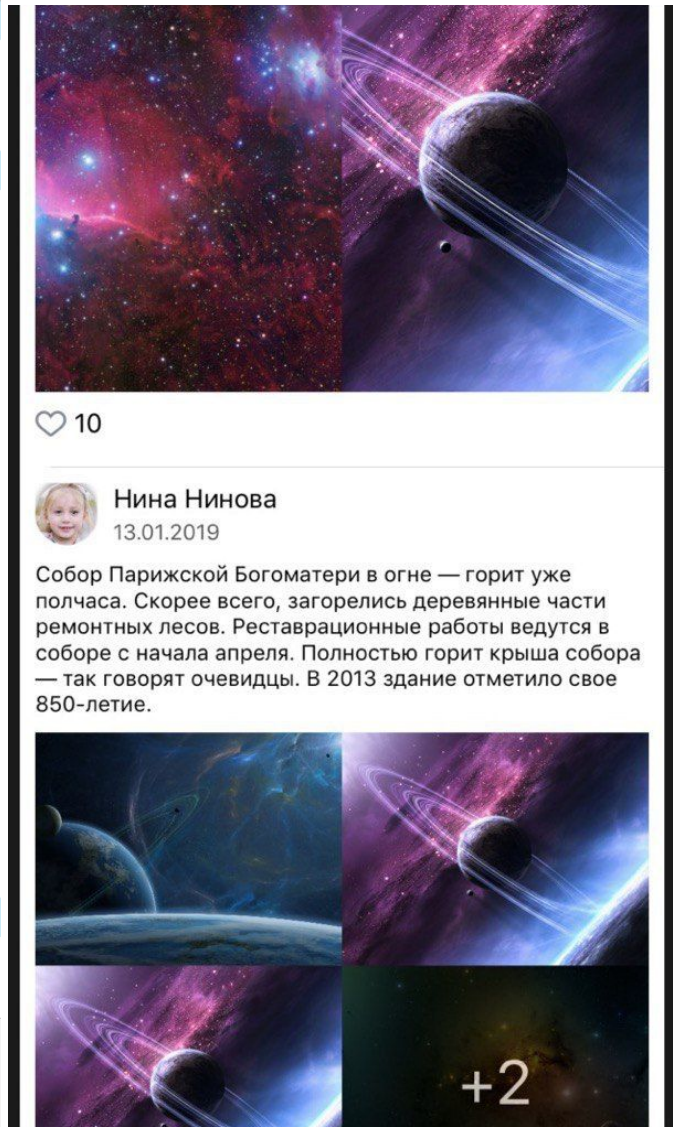 10
Нина Нинова
13.01.2019
Собор Парижской Богоматери в огне — горит уже
полчаса. Скорее всего, загорелись деревянные части
ремонтных лесов. Реставрационные работы ведутся в
соборе с начала апреля. Полностью горит крыша собора
— так говорят очевидцы. В 2013 здание отметило свое
850-летие.
+2